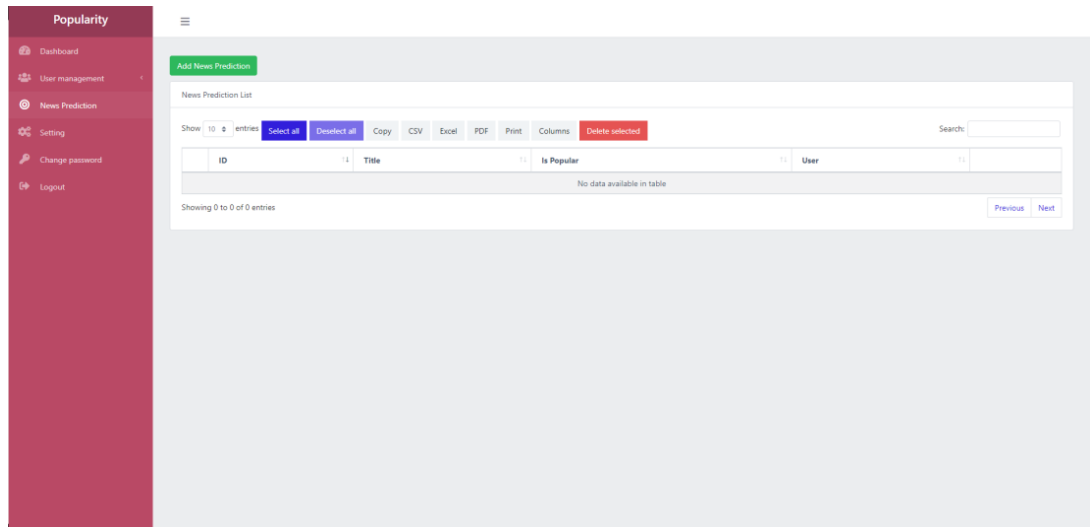 Popularity
Dashboard
User management
News Prediction
Setting
Change password
Logout
Add News Prediction
News Prediction List
Show 10 entries Select all Deselect all Copy CSV Excel PDF Print Columns Delete selected Search:
ID Title Is Popular User
No data available in table
Showing 0 to 0 of 0 entries Previous Next